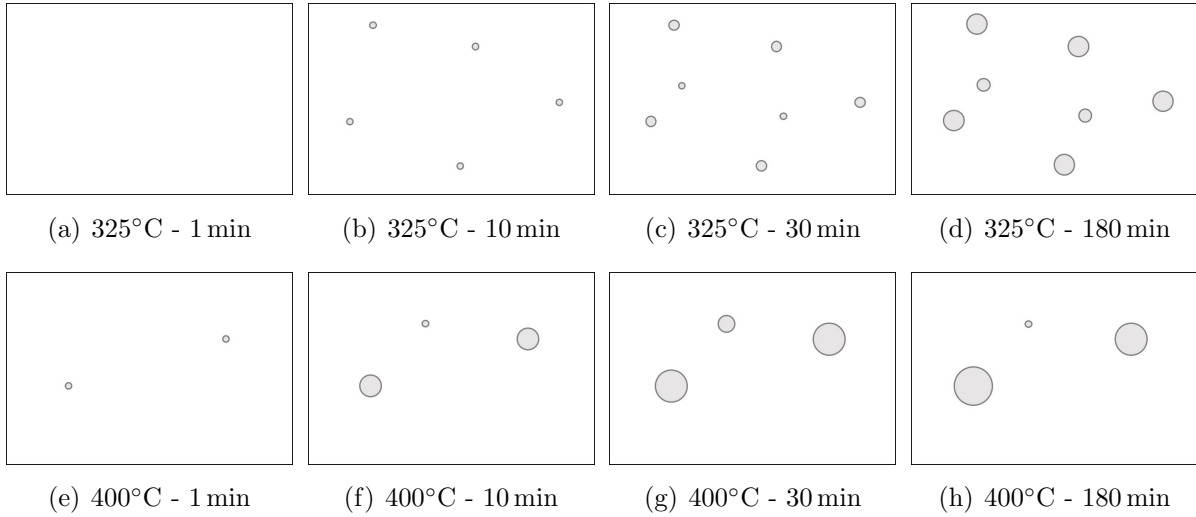 (a) 325°C - 1 min
(b) 325°C - 10 min
(c) 325°C - 30 min
(d) 325°C - 180 min
(e) 400°C - 1 min
(f) 400°C - 10 min
(g) 400°C - 30 min
(h) 400°C - 180 min